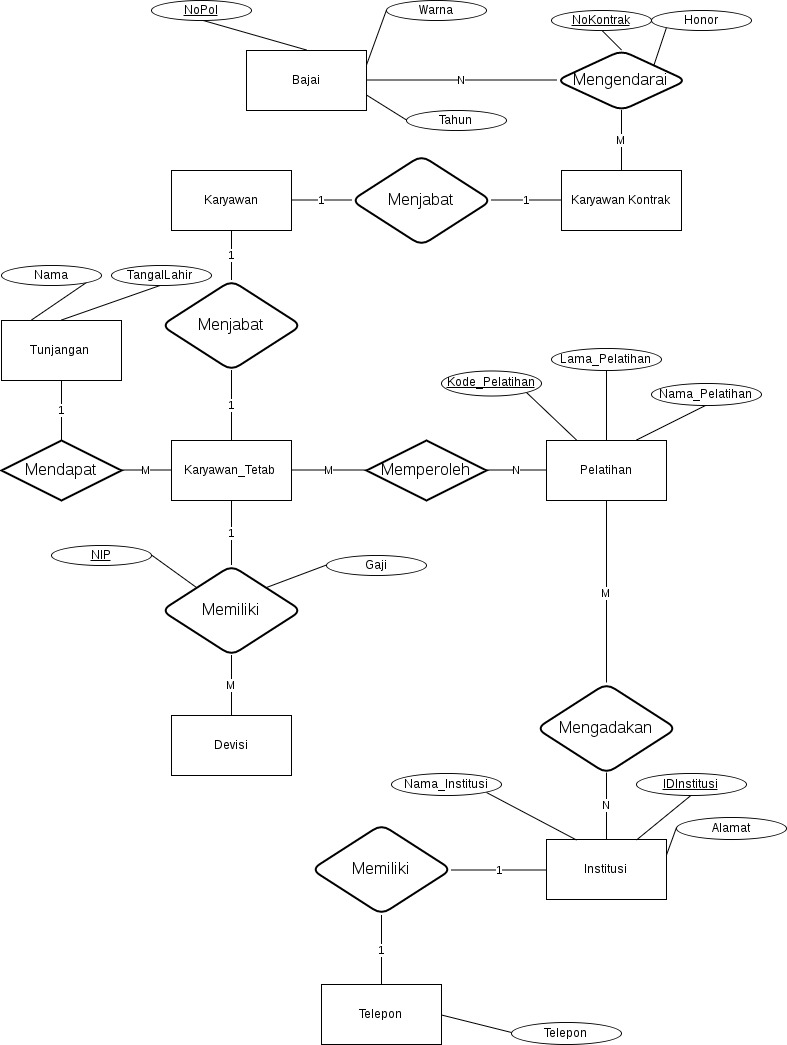 NoPol
Warna
NoKontrak
Honor
Bajai
N
Mengendarai
Tahun
M
Karyawan
1
Menjabat
1
Karyawan Kontrak
1
Nama
TangalLahir
Menjabat
Tunjangan
Lama_Pelatihan
Kode_Pelatihan
Nama_Pelatihan
1
1
Mendapat
M
Karyawan_Tetab
M
Memperoleh
N
Pelatihan
1
NIP
Gaji
M
Memiliki
M
Mengadakan
Devisi
Nama_Institusi
IDInstitusi
N
Alamat
Memiliki
1
Institusi
1
Telepon
Telepon